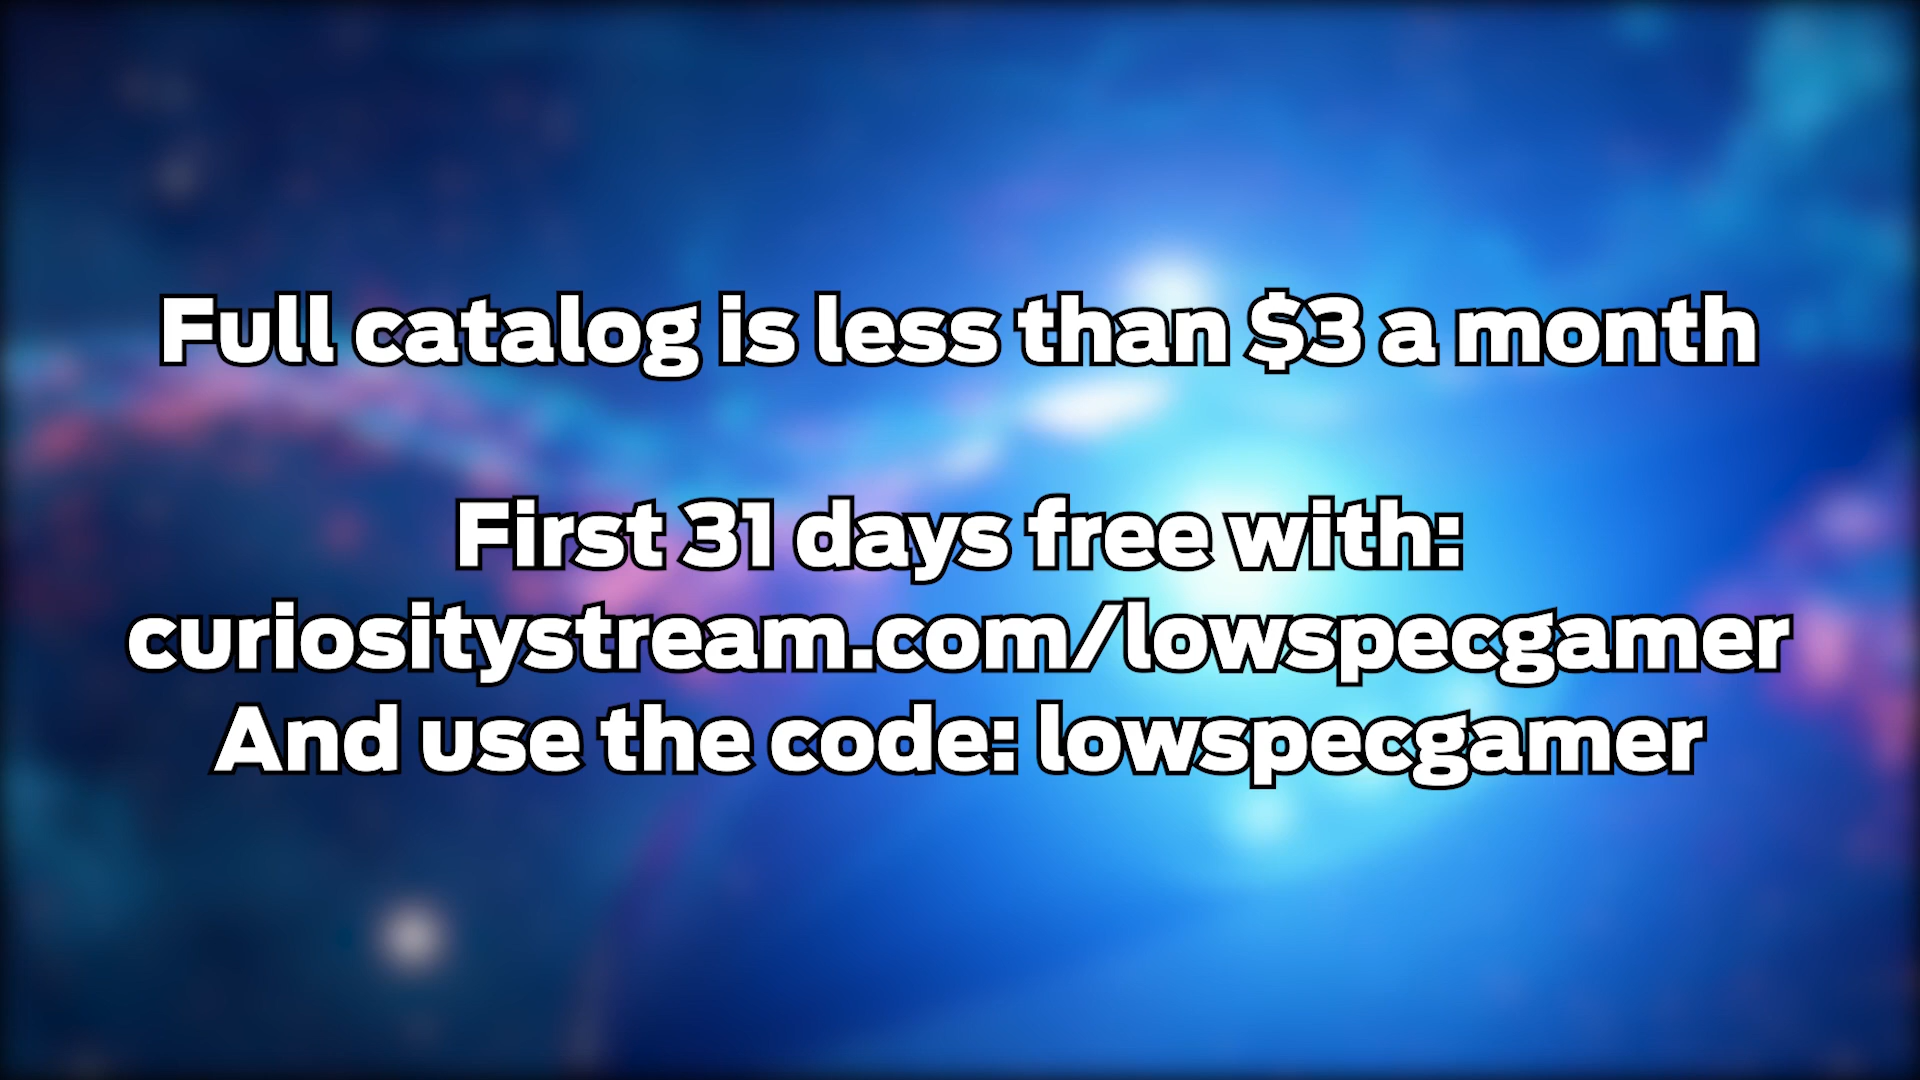 Full catalog is less than $3 a month
First 31 days free with:
curiositystream.com/lowspecgamer
And use the code: lowspecgamer